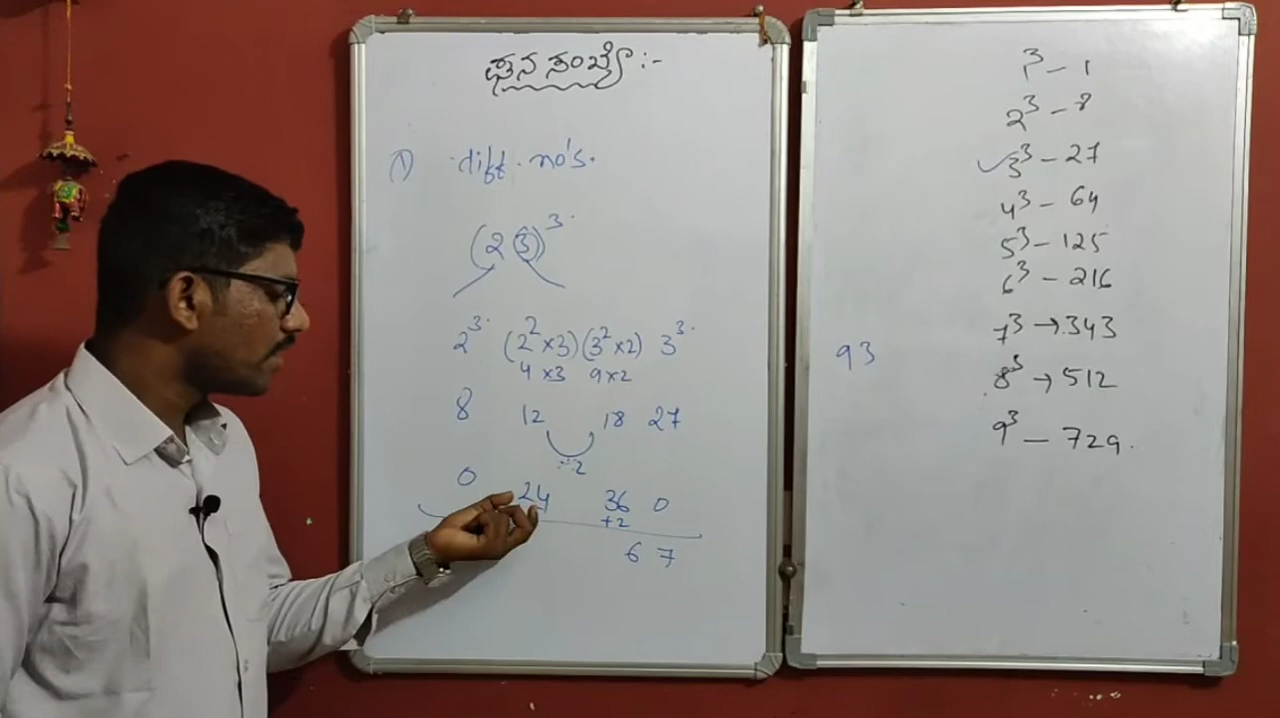 ಘನ ಸಂಖ್ಯೆ :-
1) diff. no's.
(23)³
2³ (2²×3) (3²×2) 3³
4×3 9×2
8 12 18 27
×2
0 24 36 0
+2
6 7
1³ - 1
2³ - 8
✓3³ - 27
4³ - 64
5³ - 125
6³ - 216
7³ → 343
8³ → 512
9³ - 729.
93